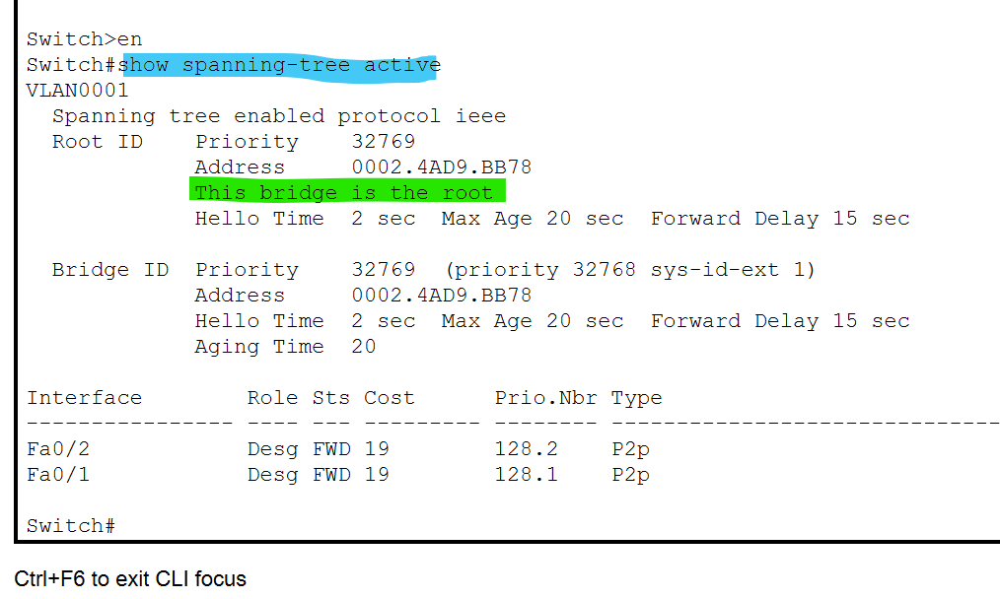 Switch>en
Switch#show spanning-tree active
VLAN0001
  Spanning tree enabled protocol ieee
  Root ID    Priority    32769
             Address     0002.4AD9.BB78
             This bridge is the root
             Hello Time  2 sec  Max Age 20 sec  Forward Delay 15 sec

  Bridge ID  Priority    32769  (priority 32768 sys-id-ext 1)
             Address     0002.4AD9.BB78
             Hello Time  2 sec  Max Age 20 sec  Forward Delay 15 sec
             Aging Time  20

Interface        Role Sts Cost      Prio.Nbr Type
---------------- ---- --- --------- -------- --------------------------------
Fa0/2            Desg FWD 19        128.2    P2p
Fa0/1            Desg FWD 19        128.1    P2p

Switch#
Ctrl+F6 to exit CLI focus